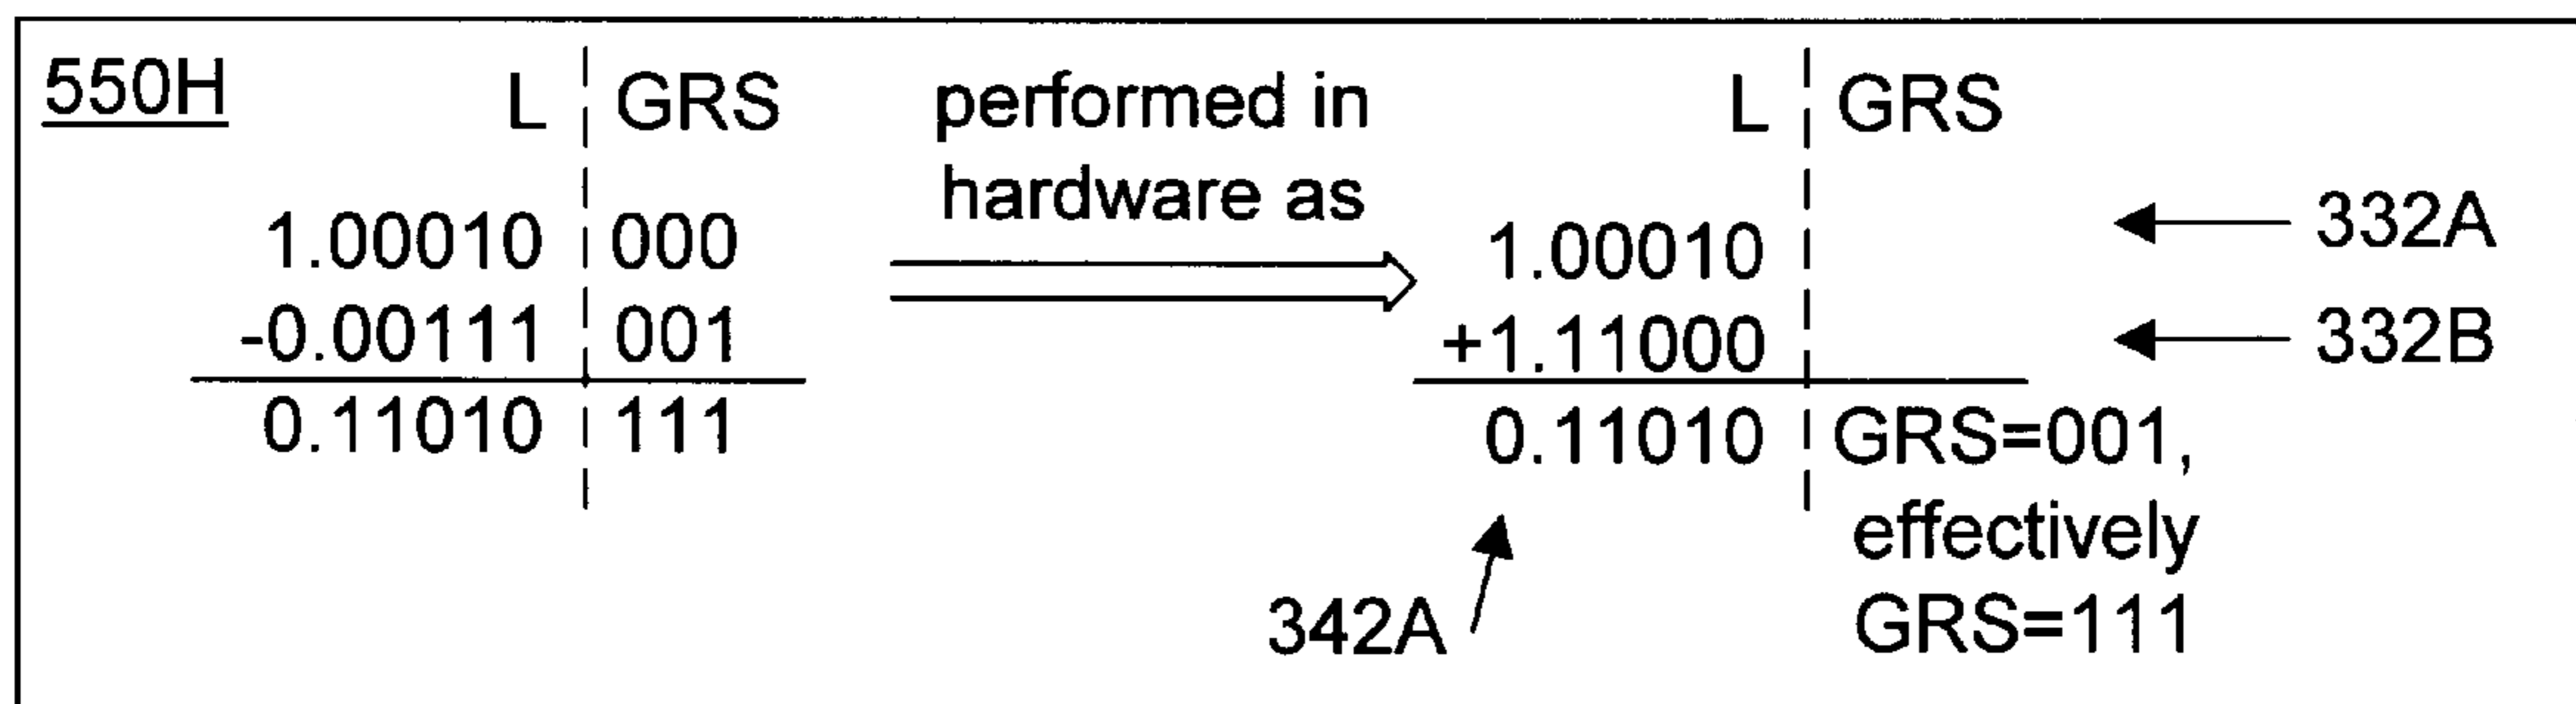 550H
L GRS
1.00010 000
-0.00111 001
0.11010 111
performed in
hardware as
L GRS
1.00010
+1.11000
0.11010 GRS=001,
effectively
GRS=111
332A
332B
342A